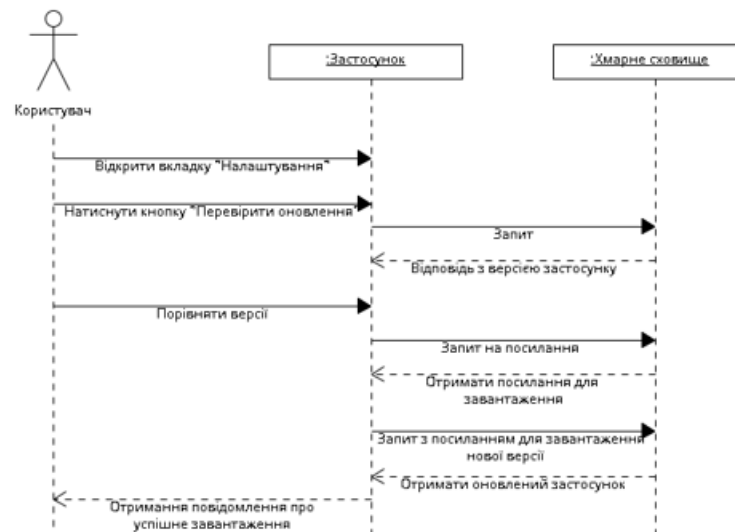 :Застосунок
:Хмарне сховище
Користувач
Відкрити вкладку "Налаштування"
Натиснути кнопку "Перевірити оновлення"
Запит
Відповідь з версією застосунку
Порівняти версії
Запит на посилання
Отримати посилання для
завантаження
Запит з посиланням для завантаження
нової версії
Отримати оновлений застосунок
Отримання повідомлення про
успішне завантаження